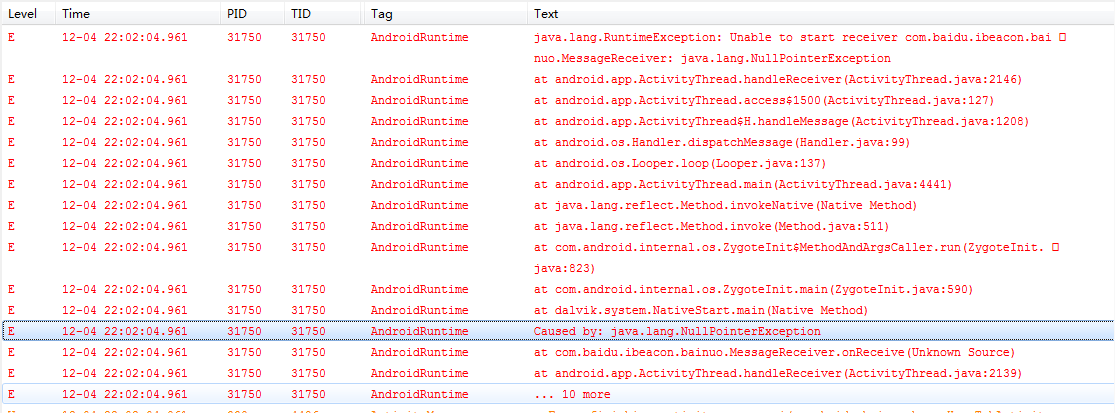 Level Time PID TID Tag Text
E 12-04 22:02:04.961 31750 31750 AndroidRuntime java.lang.RuntimeException: Unable to start receiver com.baidu.ibeacon.bai
nuo.MessageReceiver: java.lang.NullPointerException
E 12-04 22:02:04.961 31750 31750 AndroidRuntime at android.app.ActivityThread.handleReceiver(ActivityThread.java:2146)
E 12-04 22:02:04.961 31750 31750 AndroidRuntime at android.app.ActivityThread.access$1500(ActivityThread.java:127)
E 12-04 22:02:04.961 31750 31750 AndroidRuntime at android.app.ActivityThread$H.handleMessage(ActivityThread.java:1208)
E 12-04 22:02:04.961 31750 31750 AndroidRuntime at android.os.Handler.dispatchMessage(Handler.java:99)
E 12-04 22:02:04.961 31750 31750 AndroidRuntime at android.os.Looper.loop(Looper.java:137)
E 12-04 22:02:04.961 31750 31750 AndroidRuntime at android.app.ActivityThread.main(ActivityThread.java:4441)
E 12-04 22:02:04.961 31750 31750 AndroidRuntime at java.lang.reflect.Method.invokeNative(Native Method)
E 12-04 22:02:04.961 31750 31750 AndroidRuntime at java.lang.reflect.Method.invoke(Method.java:511)
E 12-04 22:02:04.961 31750 31750 AndroidRuntime at com.android.internal.os.ZygoteInit$MethodAndArgsCaller.run(ZygoteInit.
java:823)
E 12-04 22:02:04.961 31750 31750 AndroidRuntime at com.android.internal.os.ZygoteInit.main(ZygoteInit.java:590)
E 12-04 22:02:04.961 31750 31750 AndroidRuntime at dalvik.system.NativeStart.main(Native Method)
E 12-04 22:02:04.961 31750 31750 AndroidRuntime Caused by: java.lang.NullPointerException
E 12-04 22:02:04.961 31750 31750 AndroidRuntime at com.baidu.ibeacon.bainuo.MessageReceiver.onReceive(Unknown Source)
E 12-04 22:02:04.961 31750 31750 AndroidRuntime at android.app.ActivityThread.handleReceiver(ActivityThread.java:2139)
E 12-04 22:02:04.961 31750 31750 AndroidRuntime ... 10 more